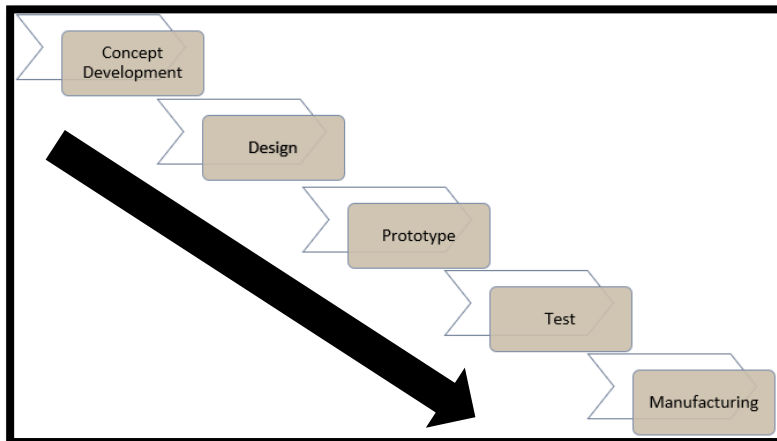 Concept
Development
Design
Prototype
Test
Manufacturing